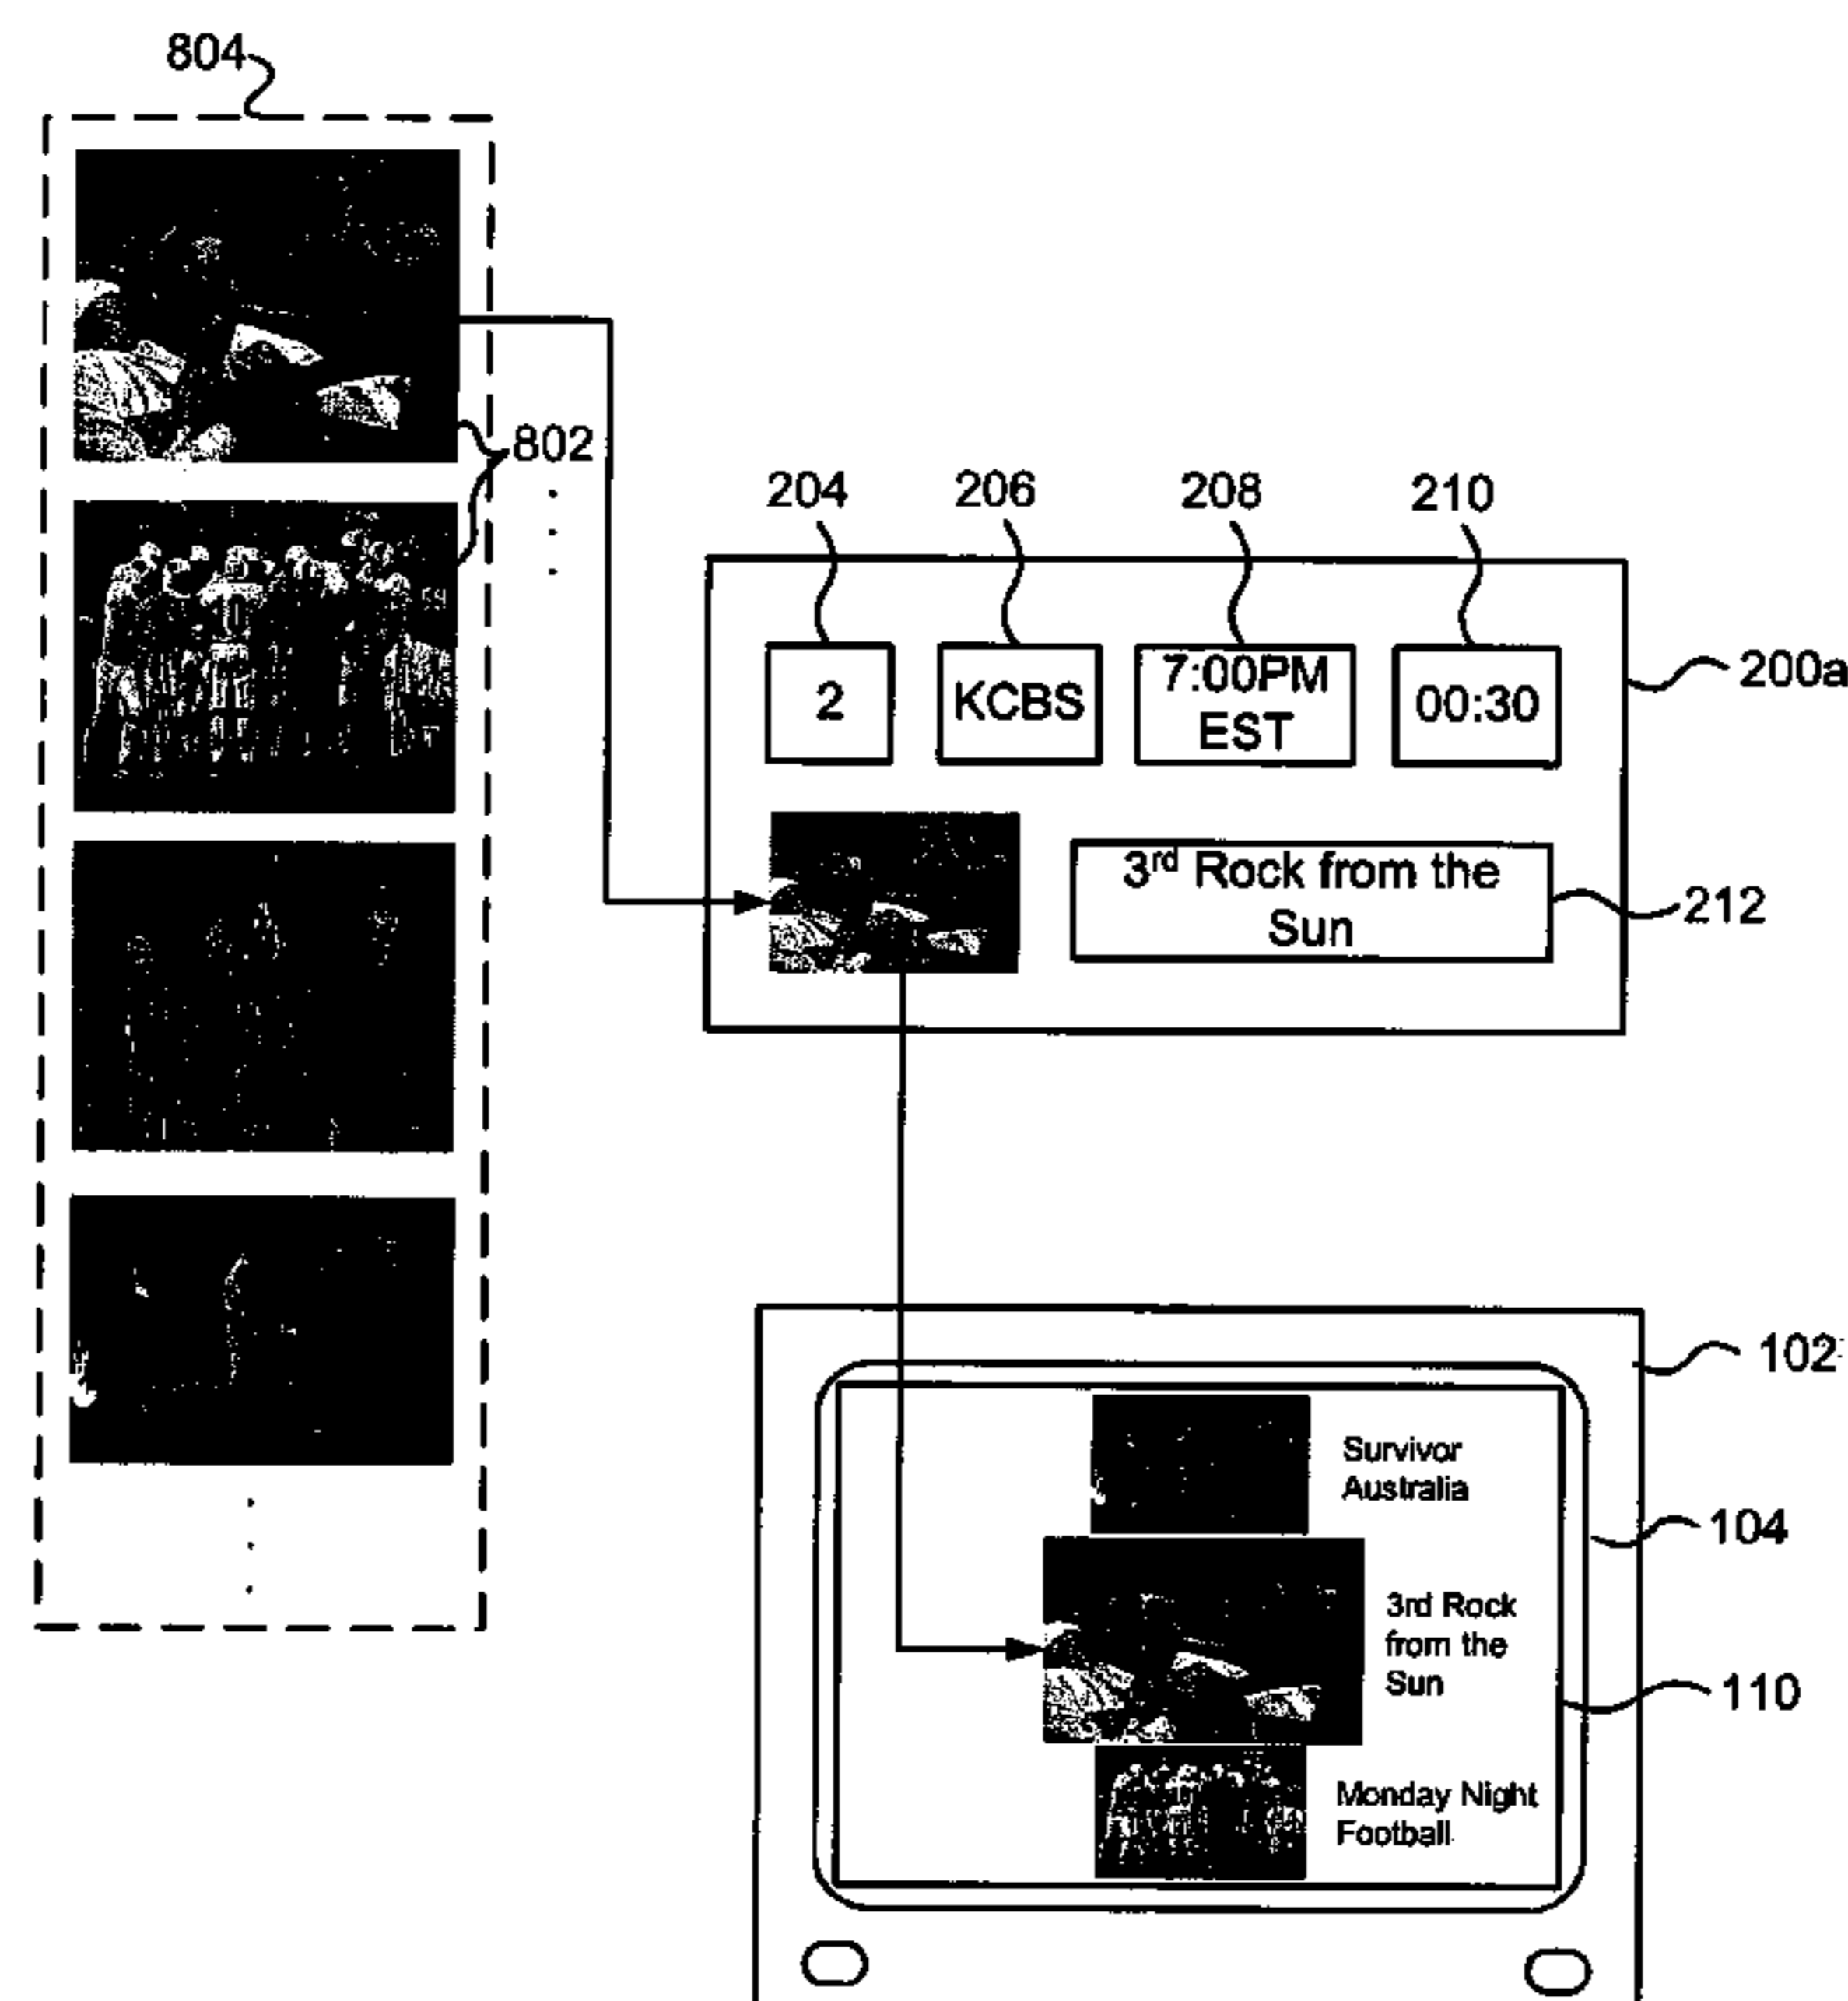 804
802
204 206 208 210
2 KCBS 7:00PM EST 00:30
200a
3rd Rock from the
Sun
212
102
Survivor
Australia
104
3rd Rock
from the
Sun
110
Monday Night
Football